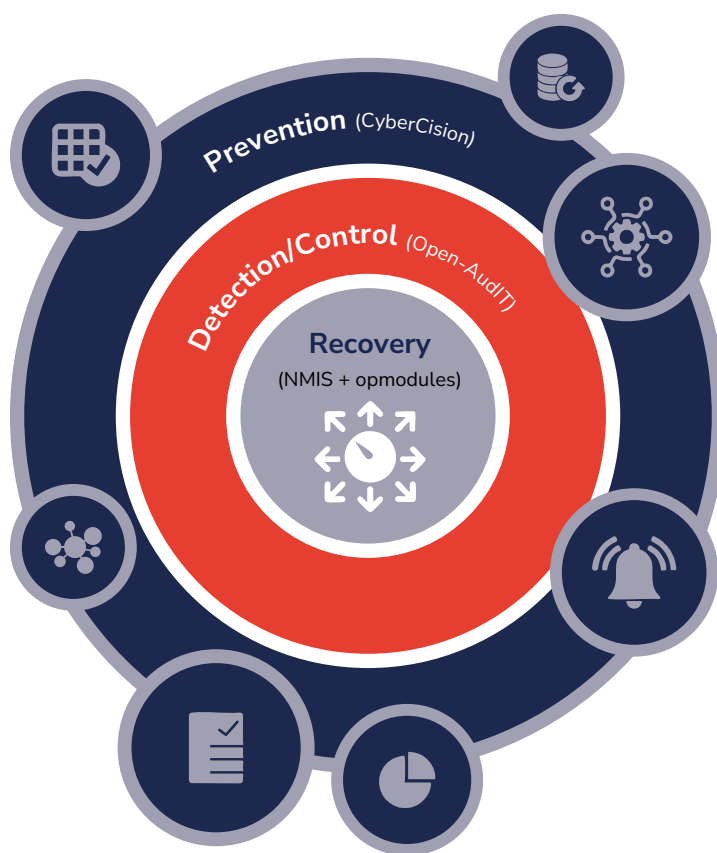 Prevention (CyberCision)
Detection/Control (Open-AudIT)
Recovery
(NMIS + opmodules)